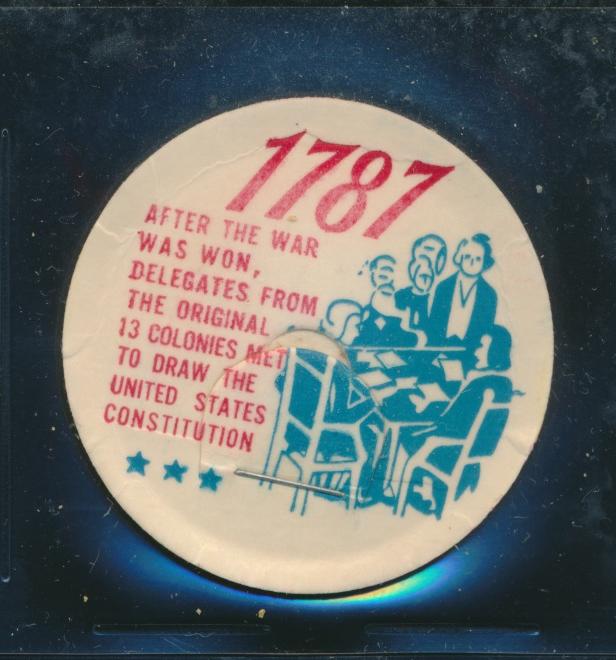 1787
AFTER THE WAR
WAS WON,
DELEGATES FROM
THE ORIGINAL
13 COLONIES MET
TO DRAW THE
UNITED STATES
CONSTITUTION